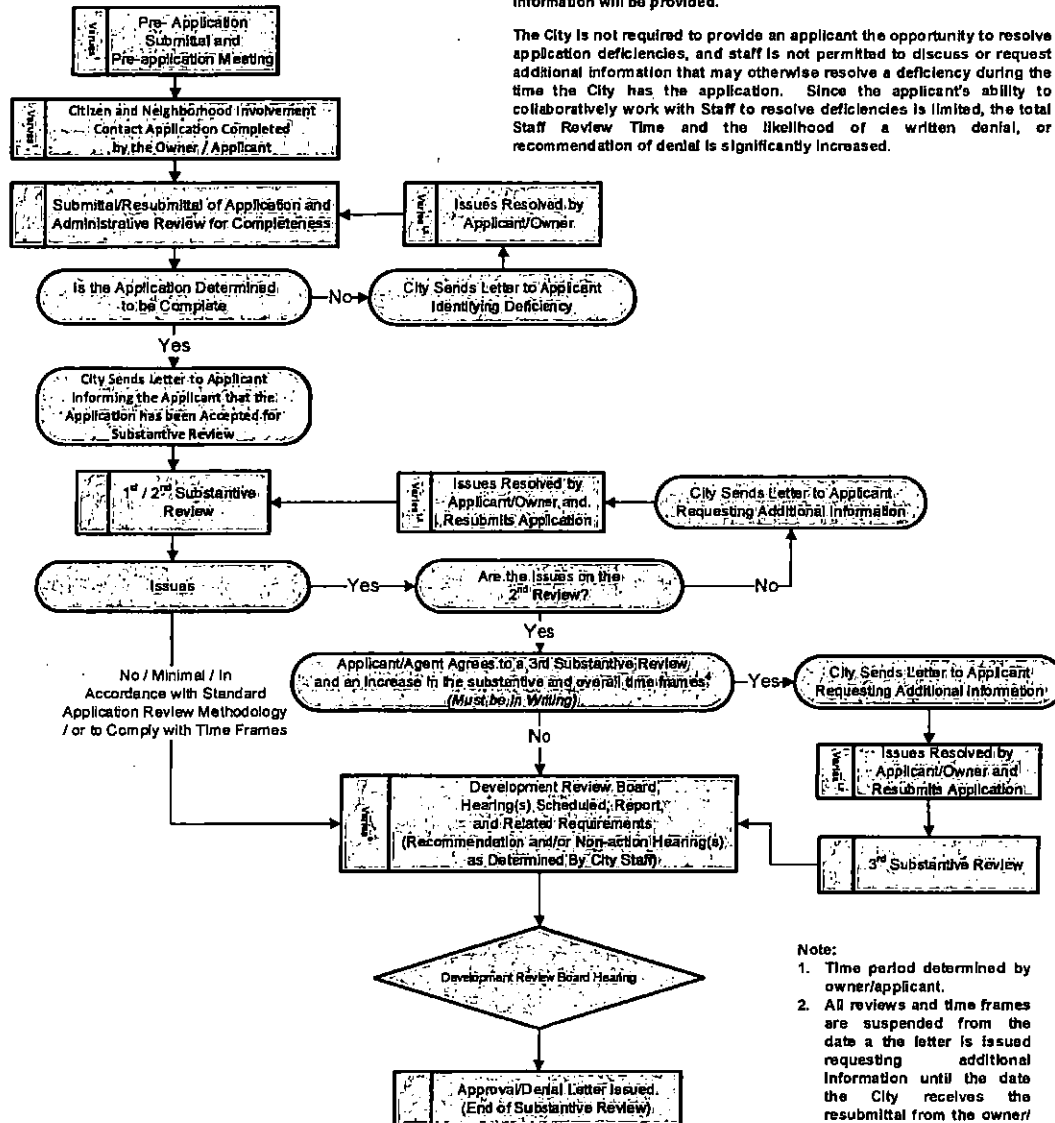 information will be provided.
The City is not required to provide an applicant the opportunity to resolve
application deficiencies, and staff is not permitted to discuss or request
additional information that may otherwise resolve a deficiency during the
time the City has the application. Since the applicant's ability to
collaboratively work with Staff to resolve deficiencies is limited, the total
Staff Review Time and the likelihood of a written denial, or
recommendation of denial is significantly increased.
Varies
Pre- Application
Submittal and
Pre-application Meeting
Varies
Citizen and Neighborhood Involvement
Contact Application Completed
by the Owner / Applicant
Submittal/Resubmittal of Application and
Administrative Review for Completeness
Varies
Issues Resolved by
Applicant/Owner
Is the Application Determined
to be Complete
No
City Sends Letter to Applicant
Identifying Deficiency
Yes
City Sends Letter to Applicant
Informing the Applicant that the
Application has been Accepted for
Substantive Review
1st / 2nd Substantive
Review
Varies
Issues Resolved by
Applicant/Owner and
Resubmits Application
City Sends Letter to Applicant
Requesting Additional Information
Issues
Yes
Are the Issues on the
2nd Review?
No
Yes
No / Minimal / In
Accordance with Standard
Application Review Methodology
/ or to Comply with Time Frames
Applicant/Agent Agrees to a 3rd Substantive Review
and an increase in the substantive and overall time frames4
(Must be in Writing)
Yes
City Sends Letter to Applicant
Requesting Additional Information
No
Varies
Issues Resolved by
Applicant/Owner and
Resubmits Application
Varies
Development Review Board
Hearing(s) Scheduled, Report,
and Related Requirements
(Recommendation and/or Non-action Hearing(s)
as Determined By City Staff)
3rd Substantive Review
Development Review Board Hearing
Approval/Denial Letter Issued
(End of Substantive Review)
Note:
1. Time period determined by
owner/applicant.
2. All reviews and time frames
are suspended from the
date a the letter is issued
requesting additional
information until the date
the City receives the
resubmittal from the owner/